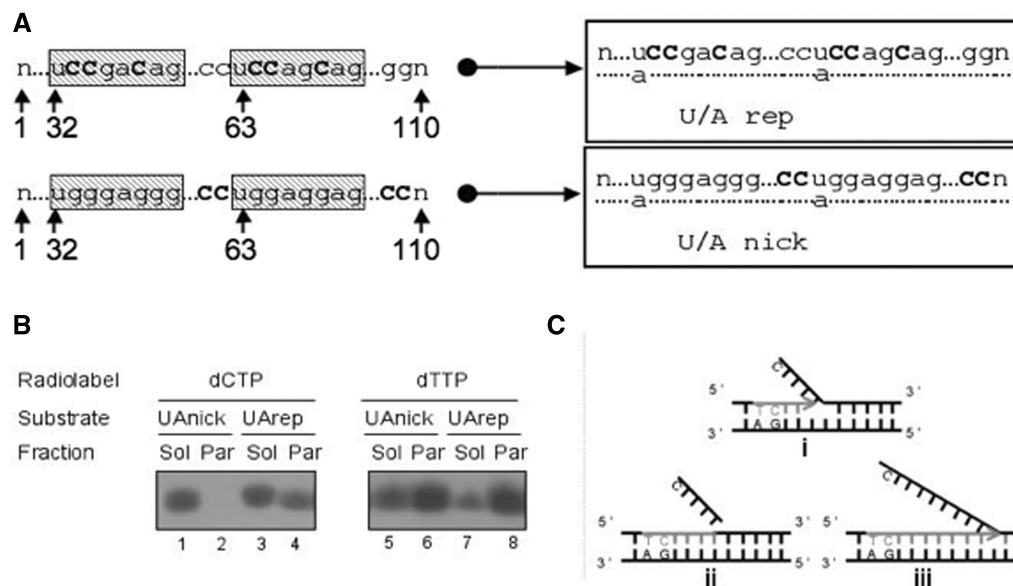 A
n...uCCgaCag...ccuCCagCag...ggn
1 32 63 110
n...uCCgaCag...ccuCCagCag...ggn
a a
U/A rep
n...ugggaggg...CCuggaggag...CCn
1 32 63 110
n...ugggaggg...CCuggaggag...CCn
a a
U/A nick
B
Radiolabel dCTP dTTP
Substrate UAnick UArep UAnick UArep
Fraction Sol Par Sol Par Sol Par Sol Par
1 2 3 4 5 6 7 8
C
C
5' 3'
T C
A G
3' 5'
i
C
5' 3'
T C
A G
3' 5'
ii
C
5'
T C
A G
3'
iii